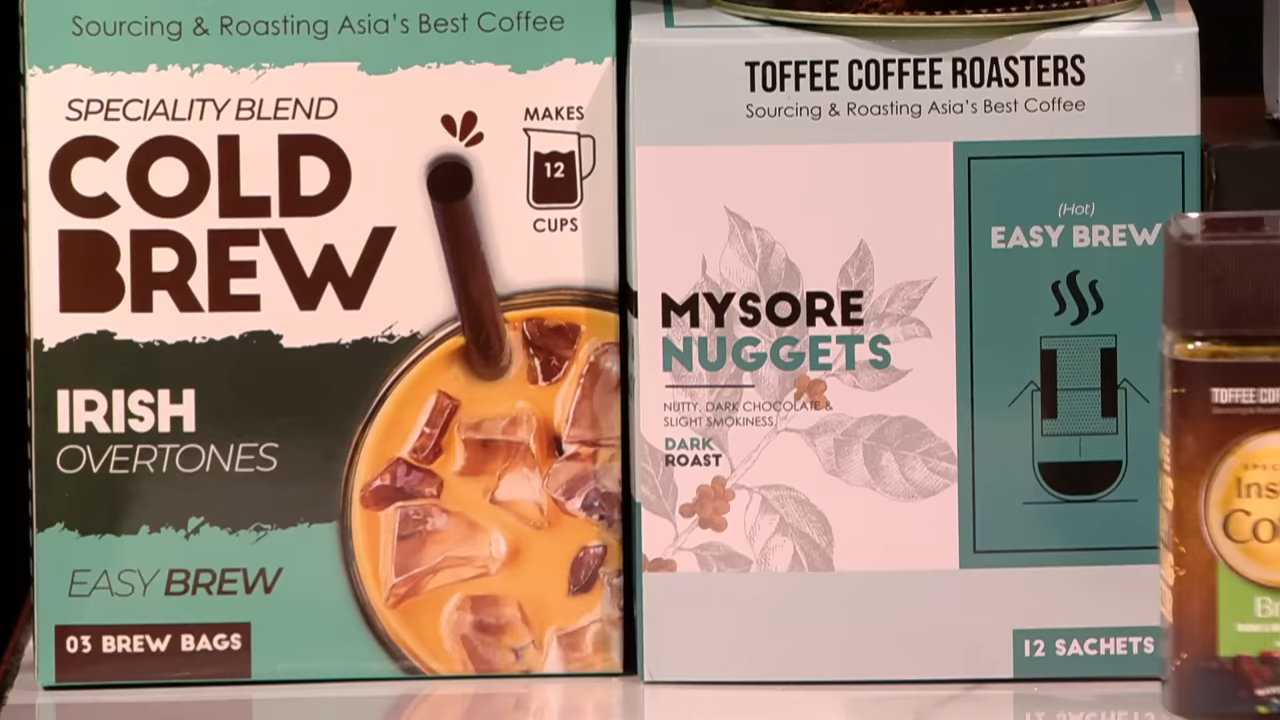 Sourcing & Roasting Asia's Best Coffee
SPECIALITY BLEND
COLD
BREW
MAKES
12
CUPS
IRISH
OVERTONES
EASY BREW
03 BREW BAGS
TOFFEE COFFEE ROASTERS
Sourcing & Roasting Asia's Best Coffee
MYSORE
NUGGETS
NUTTY, DARK CHOCOLATE &
SLIGHT SMOKINESS
DARK
ROAST
(Hot)
EASY BREW
12 SACHETS
TOFFEE